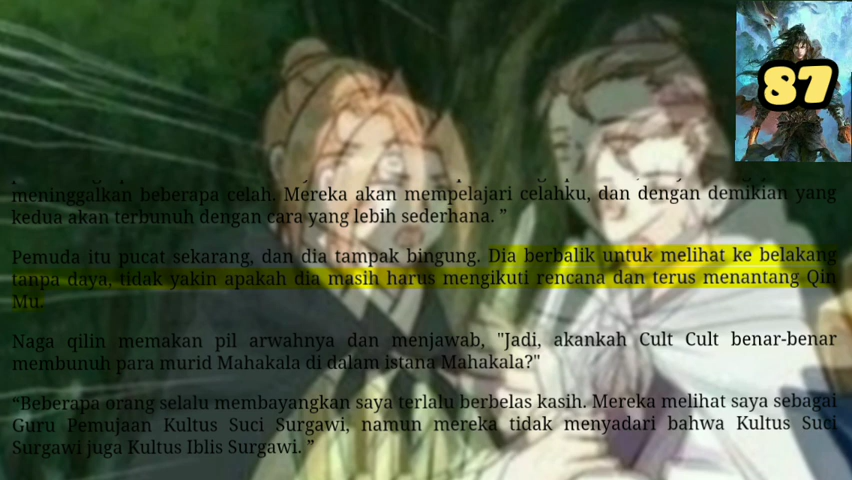 87
meninggalkan beberapa celah. Mereka akan mempelajari celahku, dan dengan demikian yang
kedua akan terbunuh dengan cara yang lebih sederhana. ”
Pemuda itu pucat sekarang, dan dia tampak bingung. Dia berbalik untuk melihat ke belakang
tanpa daya, tidak yakin apakah dia masih harus mengikuti rencana dan terus menantang Qin
Mu.
Naga qilin memakan pil arwahnya dan menjawab, "Jadi, akankah Cult Cult benar-benar
membunuh para murid Mahakala di dalam istana Mahakala?"
“Beberapa orang selalu membayangkan saya terlalu berbelas kasih. Mereka melihat saya sebagai
Guru Pemujaan Kultus Suci Surgawi, namun mereka tidak menyadari bahwa Kultus Suci
Surgawi juga Kultus Iblis Surgawi. ”